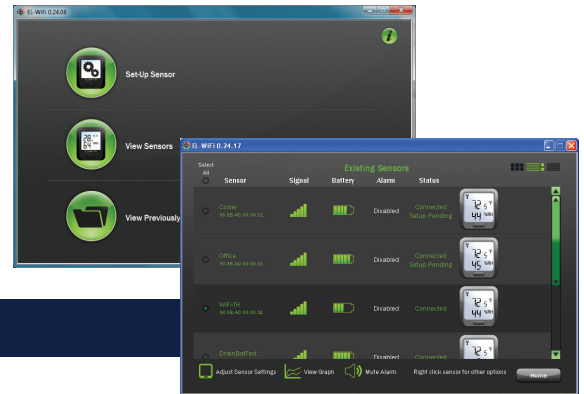 EL-WiFi 0.24.08
Set-Up Sensor
View Sensors
View Previously
EL-WiFi 0.24.17
Select
All
Existing Sensors
Sensor Signal Battery Alarm Status
Cooler Disabled Connected
Setup Pending
Office Disabled Connected
Setup Pending
WiFi-TH Disabled Connected
DrainBatTest Disabled Connected
Adjust Sensor Settings View Graph Mute Alarm Right click sensor for other options Home